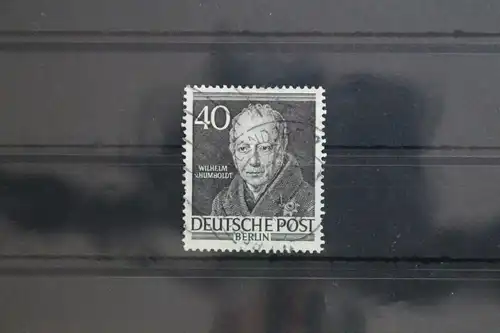 40
WILHELM
V.HUMBOLDT
DEUTSCHE POST
BERLIN